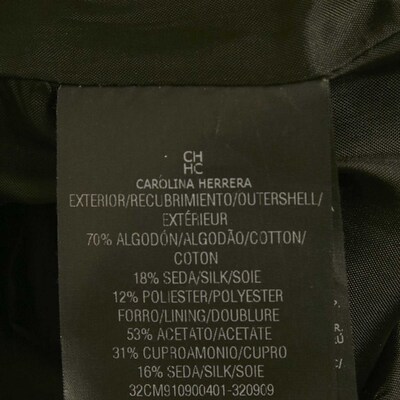 CH
HC
CAROLINA HERRERA
EXTERIOR/RECUBRIMIENTO/OUTERSHELL/
EXTÉRIEUR
70% ALGODÓN/ALGODÃO/COTTON/
COTON
18% SEDA/SILK/SOIE
12% POLIESTER/POLYESTER
FORRO/LINING/DOUBLURE
53% ACETATO/ACETATE
31% CUPROAMONIO/CUPRO
16% SEDA/SILK/SOIE
32CM910900401-320909